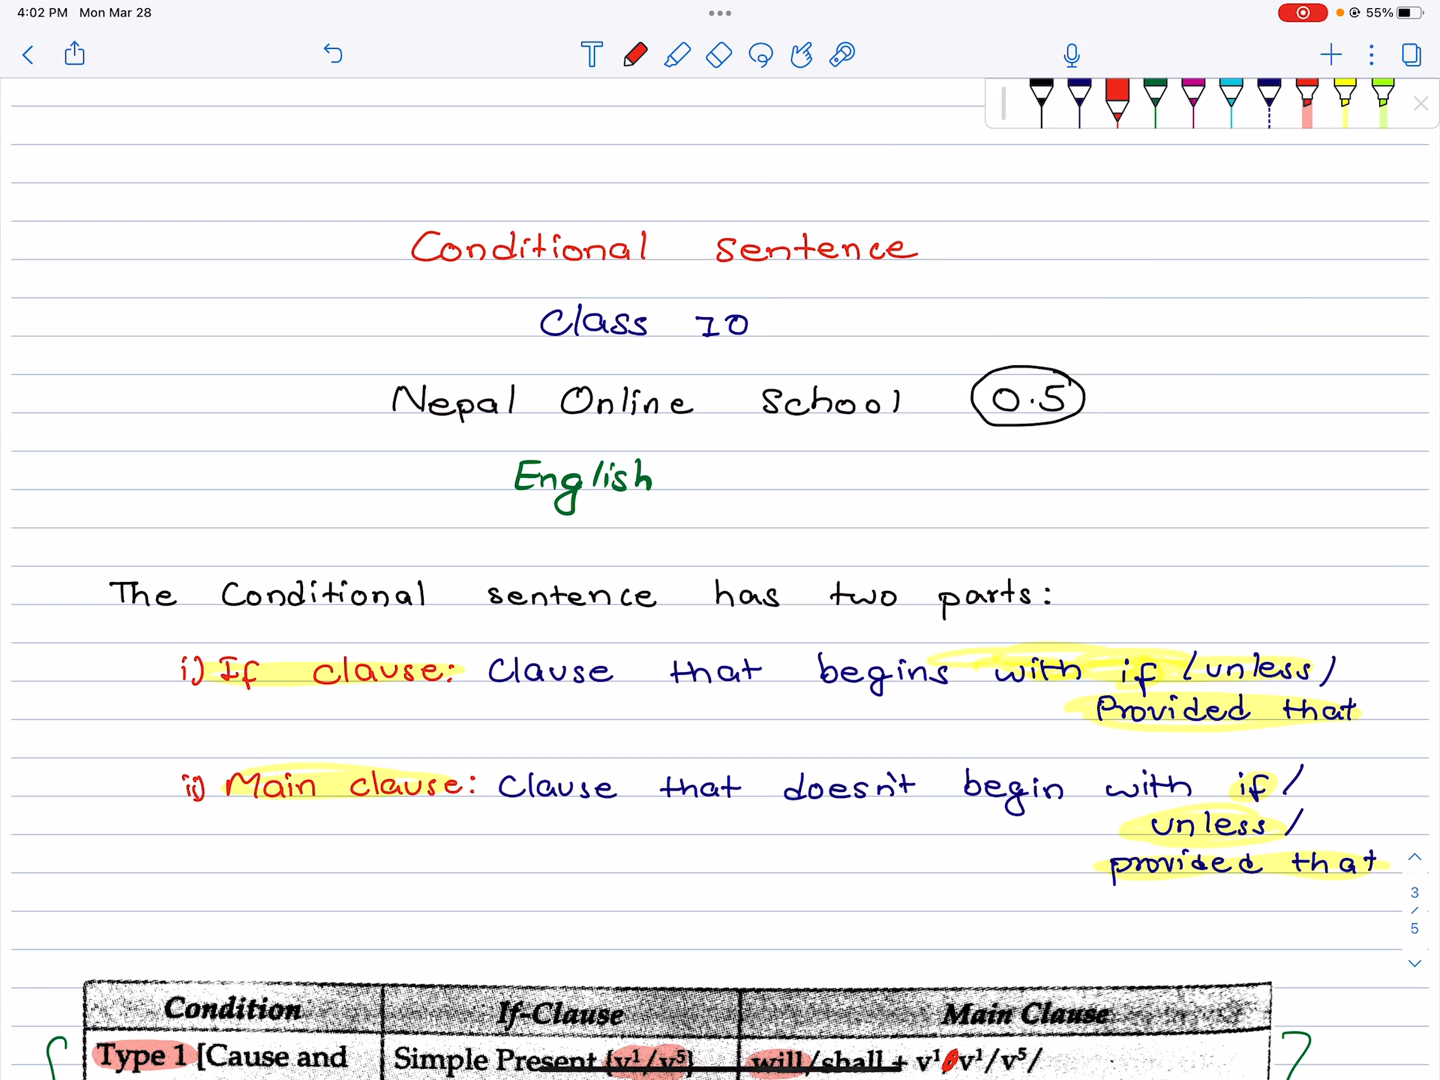 4:02 PM Mon Mar 28
55%
Conditional sentence
Class 10
Nepal Online School 0.5
English
The Conditional sentence has two parts:
i) If clause: Clause that begins with if /unless/
Provided that
ii) Main clause: Clause that doesn't begin with if/
unless/
provided that
3
/
5
Condition If-Clause Main Clause
Type 1 [Cause and Simple Present (v¹/v⁵) will/shall + v¹ v¹/v⁵/